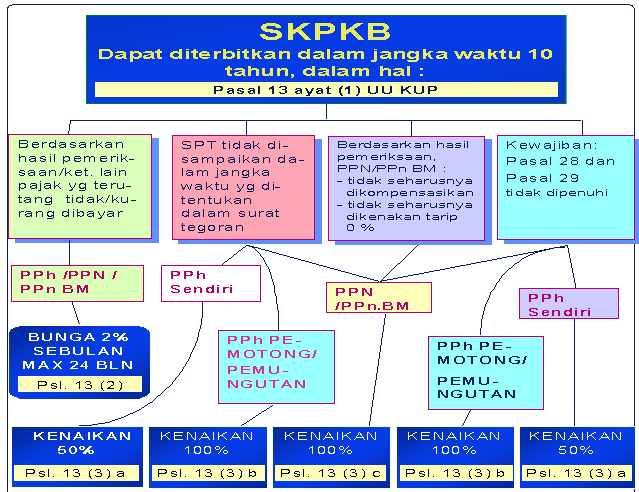 SKPKB
Dapat diterbitkan dalam jangka waktu 10
tahun, dalam hal :
Pasal 13 ayat (1) UU KUP
Berdasarkan
hasil pemerik-
saan/ket. lain
pajak yg teru-
tang tidak/ku-
rang dibayar
SPT tidak di-
sampaikan da-
lam jangka
waktu yg di-
tentukan
dalam surat
tegoran
Berdasarkan hasil
pemeriksaan,
PPN/PPn BM :
- tidak seharusnya
dikompensasikan
- tidak seharusnya
dikenakan tarip
0 %
Kewajiban:
Pasal 28 dan
Pasal 29
tidak dipenuhi
PPh /PPN /
PPn BM
PPh
Sendiri
PPN
/PPn.BM
PPh
Sendiri
BUNGA 2%
SEBULAN
MAX 24 BLN
Psl. 13 (2)
PPh PE-
MOTONG/
PEMU-
NGUTAN
PPh PE-
MOTONG/
PEMU-
NGUTAN
KENAIKAN
50%
Psl. 13 (3) a
KENAIKAN
100%
Psl. 13 (3) b
KENAIKAN
100%
Psl. 13 (3) c
KENAIKAN
100%
Psl. 13 (3) b
KENAIKAN
50%
Psl. 13 (3) a